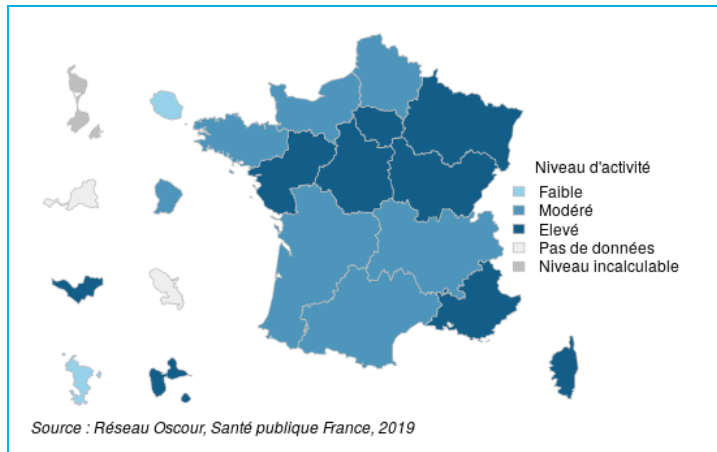 Niveau d'activité
Faible
Modéré
Elevé
Pas de données
Niveau incalculable
Source : Réseau Oscour, Santé publique France, 2019